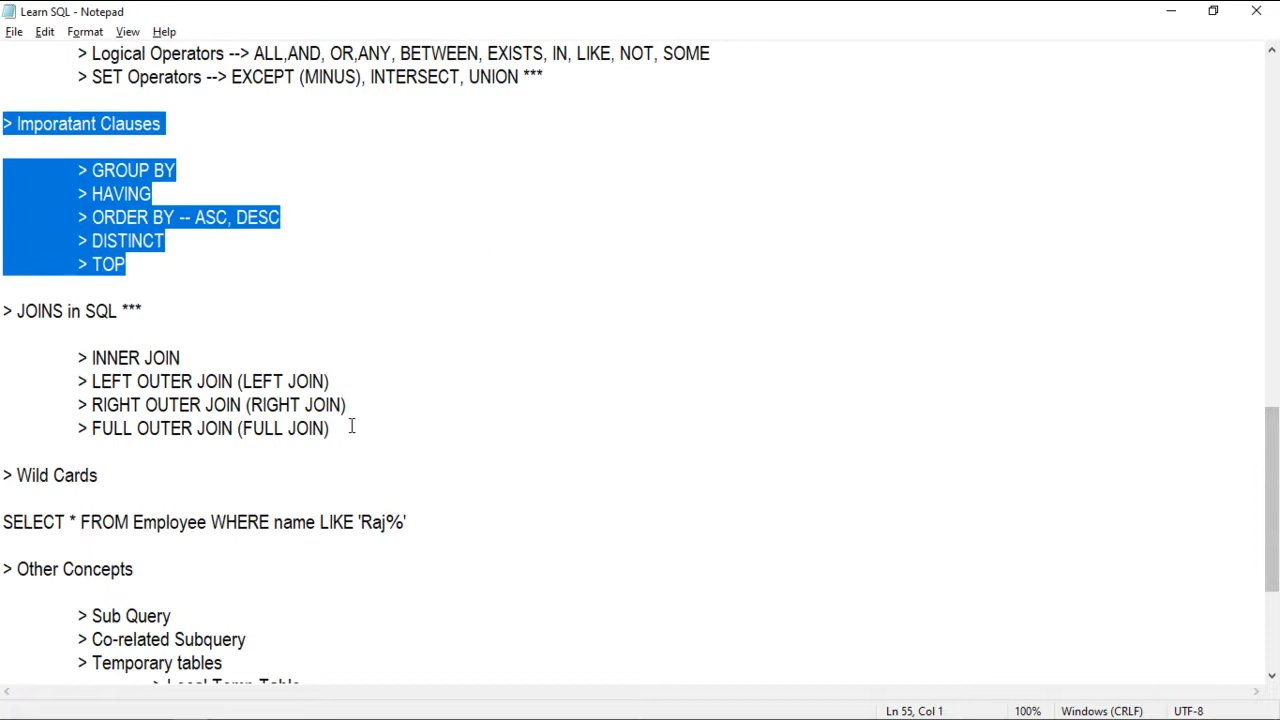 Learn SQL - Notepad
File Edit Format View Help
> Logical Operators --> ALL,AND, OR,ANY, BETWEEN, EXISTS, IN, LIKE, NOT, SOME
> SET Operators --> EXCEPT (MINUS), INTERSECT, UNION ***
> Imporatant Clauses
> GROUP BY
> HAVING
> ORDER BY -- ASC, DESC
> DISTINCT
> TOP
> JOINS in SQL ***
> INNER JOIN
> LEFT OUTER JOIN (LEFT JOIN)
> RIGHT OUTER JOIN (RIGHT JOIN)
> FULL OUTER JOIN (FULL JOIN)
> Wild Cards
SELECT * FROM Employee WHERE name LIKE 'Raj%'
> Other Concepts
> Sub Query
> Co-related Subquery
> Temporary tables
> Local Temp Table
Ln 55, Col 1 100% Windows (CRLF) UTF-8